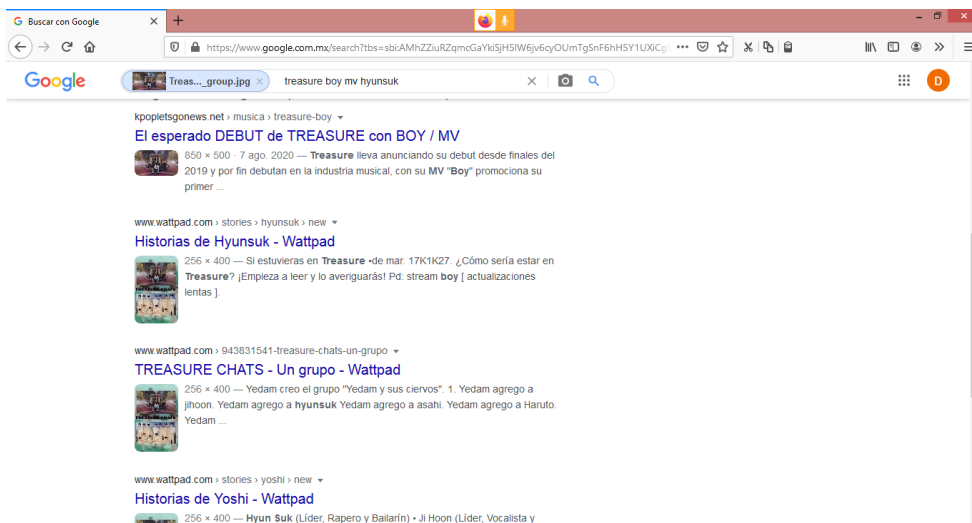 Buscar con Google
https://www.google.com.mx/search?tbs=sbi:AMhZZiuRZqmcGaYkiSjH5lW6jv6cyOUmTgSnF6hH5Y1UXiCg
Google
Treas..._group.jpg
treasure boy mv hyunsuk
D
kpopletsgonews.net › musica › treasure-boy
El esperado DEBUT de TREASURE con BOY / MV
850 × 500 · 7 ago. 2020 — Treasure lleva anunciando su debut desde finales del
2019 y por fin debutan en la industria musical, con su MV "Boy" promociona su
primer ...
www.wattpad.com › stories › hyunsuk › new
Historias de Hyunsuk - Wattpad
256 × 400 — Si estuvieras en Treasure •de mar. 17K1K27. ¿Cómo sería estar en
Treasure? ¡Empieza a leer y lo averiguarás! Pd: stream boy [ actualizaciones
lentas ].
www.wattpad.com › 943831541-treasure-chats-un-grupo
TREASURE CHATS - Un grupo - Wattpad
256 × 400 — Yedam creo el grupo "Yedam y sus ciervos". 1. Yedam agrego a
jihoon. Yedam agrego a hyunsuk Yedam agrego a asahi. Yedam agrego a Haruto.
Yedam ...
www.wattpad.com › stories › yoshi › new
Historias de Yoshi - Wattpad
256 × 400 — Hyun Suk (Líder, Rapero y Bailarín) • Ji Hoon (Líder, Vocalista y